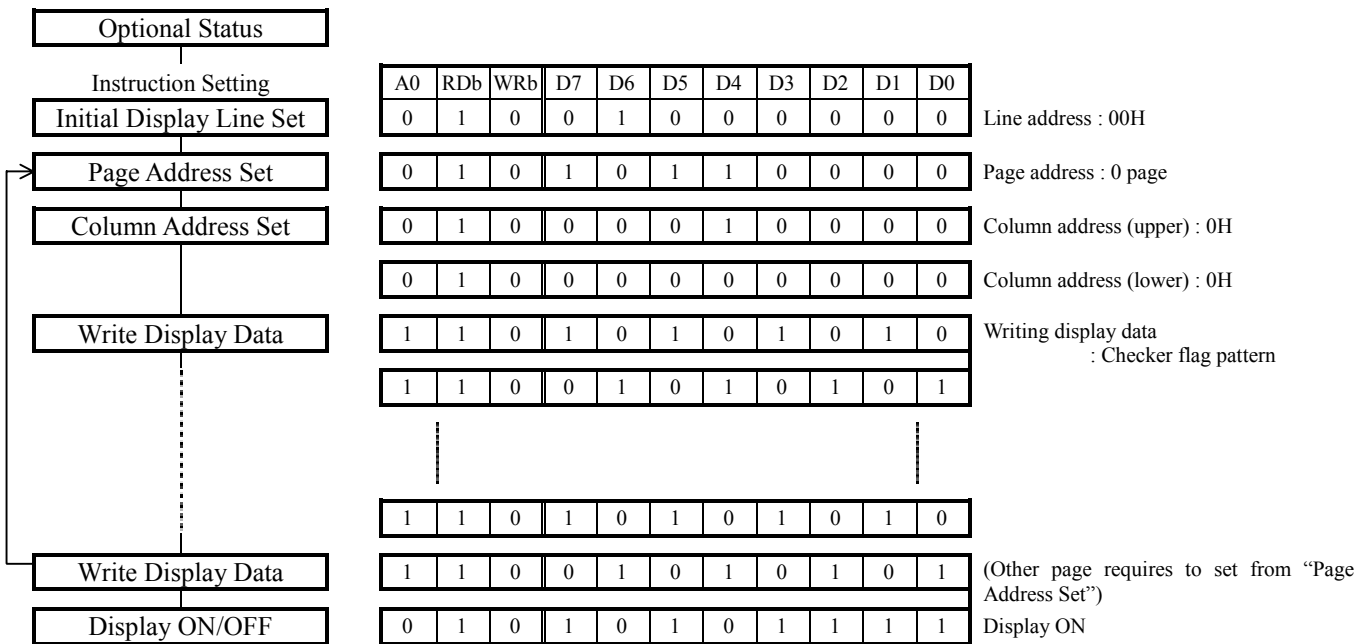 Optional Status
Instruction Setting
A0 RDb WRb D7 D6 D5 D4 D3 D2 D1 D0
Initial Display Line Set 0 1 0 0 1 0 0 0 0 0 0 Line address : 00H
Page Address Set 0 1 0 1 0 1 1 0 0 0 0 Page address : 0 page
Column Address Set 0 1 0 0 0 0 1 0 0 0 0 Column address (upper) : 0H
0 1 0 0 0 0 0 0 0 0 0 Column address (lower) : 0H
Write Display Data 1 1 0 1 0 1 0 1 0 1 0 Writing display data
: Checker flag pattern
1 1 0 0 1 0 1 0 1 0 1
1 1 0 1 0 1 0 1 0 1 0
Write Display Data 1 1 0 0 1 0 1 0 1 0 1 (Other page requires to set from “Page
Address Set”)
Display ON/OFF 0 1 0 1 0 1 0 1 1 1 1 Display ON